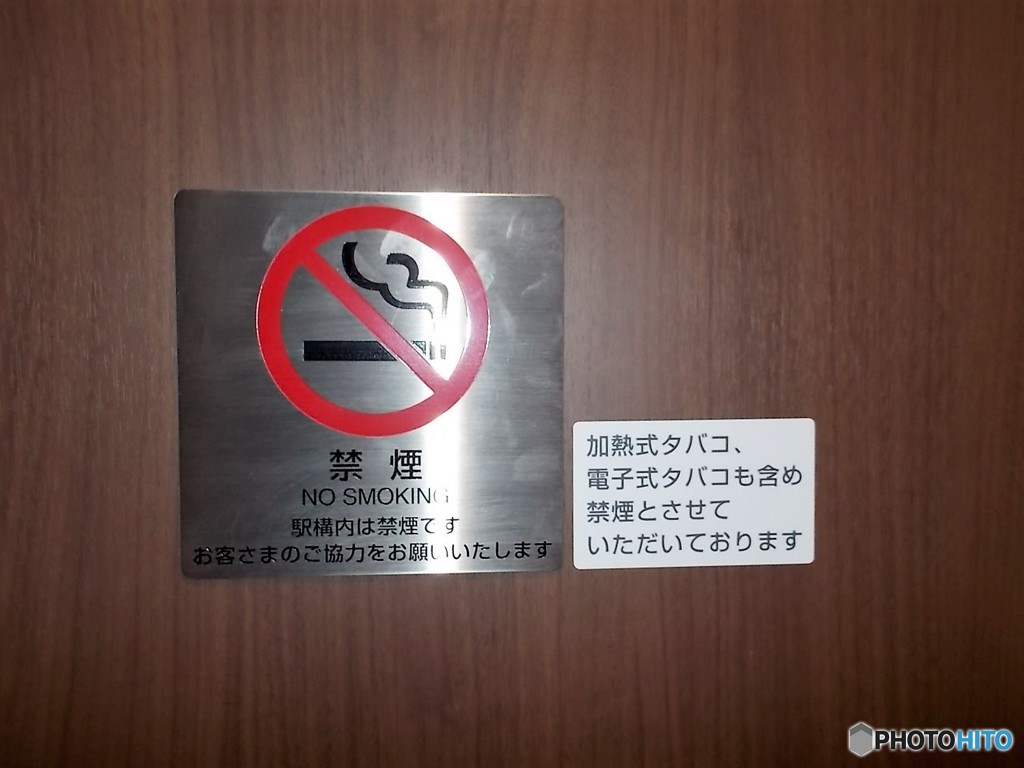 禁煙
NO SMOKING
駅構内は禁煙です
お客さまのご協力をお願いいたします
加熱式タバコ、
電子式タバコも含め
禁煙とさせて
いただいております
PHOTOHITO